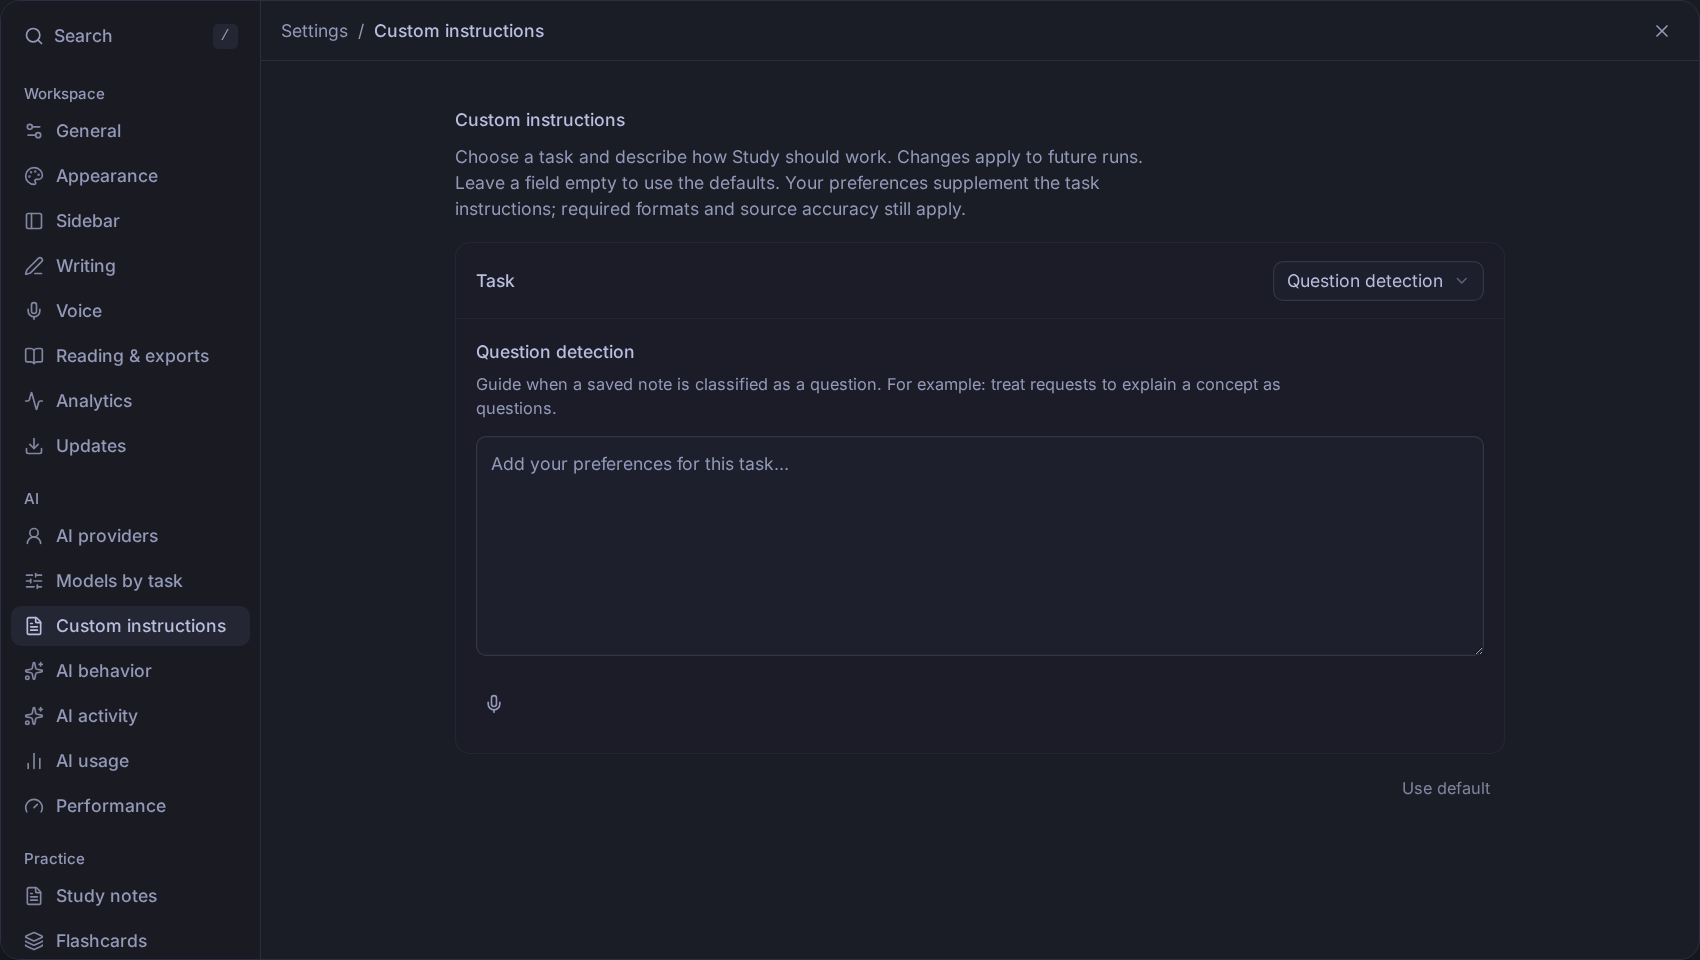 Search
/
Workspace
General
Appearance
Sidebar
Writing
Voice
Reading & exports
Analytics
Updates
AI
AI providers
Models by task
Custom instructions
AI behavior
AI activity
AI usage
Performance
Practice
Study notes
Flashcards
Settings / Custom instructions
Custom instructions
Choose a task and describe how Study should work. Changes apply to future runs.
Leave a field empty to use the defaults. Your preferences supplement the task
instructions; required formats and source accuracy still apply.
Task
Question detection
Question detection
Guide when a saved note is classified as a question. For example: treat requests to explain a concept as
questions.
Add your preferences for this task...
Use default